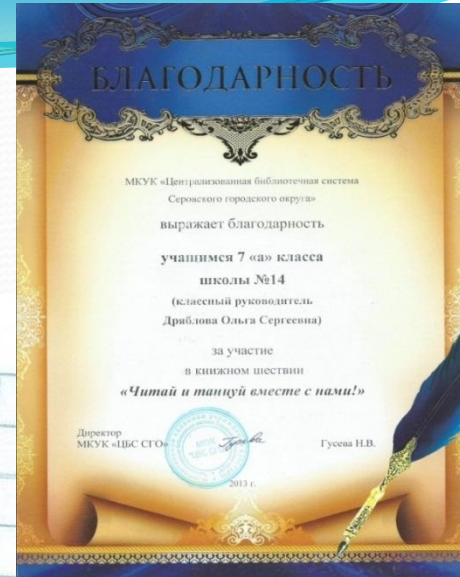 БЛАГОДАРНОСТЬ
МКУК «Централизованная библиотечная система
Серовского городского округа»
выражает благодарность
учащимся 7 «а» класса
школы №14
(классный руководитель
Дряблова Ольга Сергеевна)
за участие
в книжном шествии
«Читай и танцуй вместе с нами!»
Директор
МКУК «ЦБС СГО»
Гусева Н.В.
2013 г.